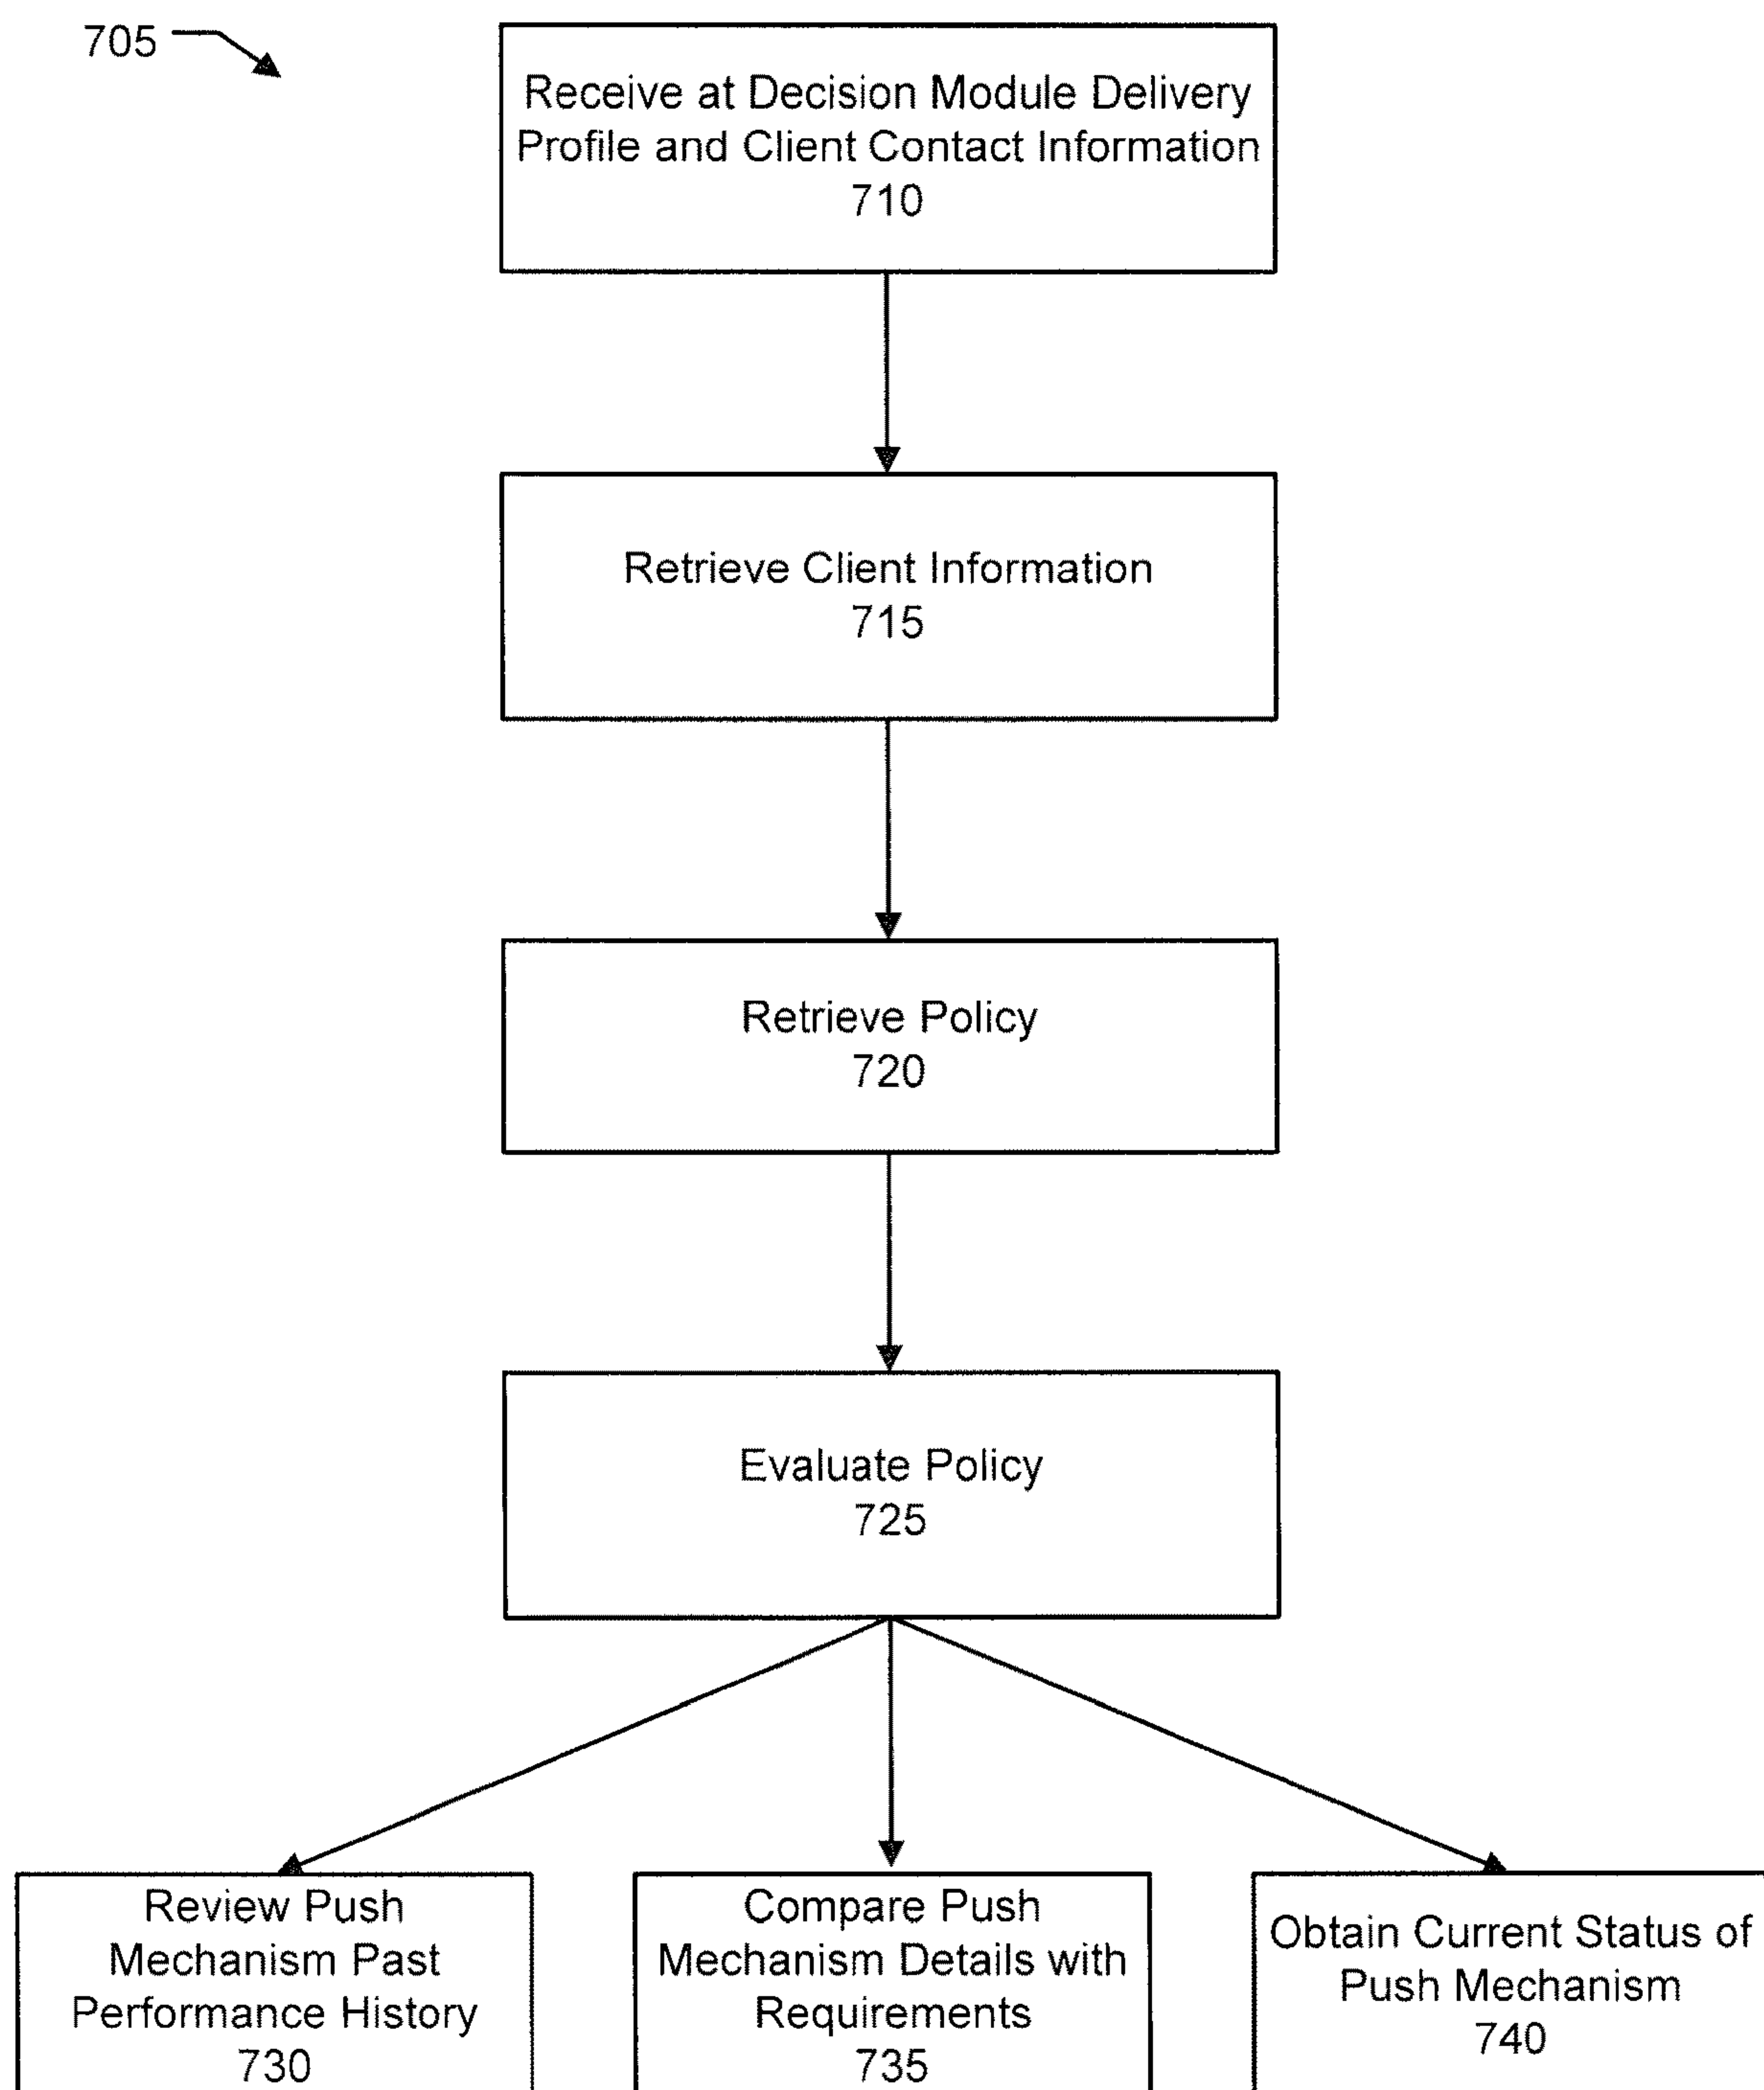 705
Receive at Decision Module Delivery
Profile and Client Contact Information
710
Retrieve Client Information
715
Retrieve Policy
720
Evaluate Policy
725
Review Push
Mechanism Past
Performance History
730
Compare Push
Mechanism Details with
Requirements
735
Obtain Current Status of
Push Mechanism
740